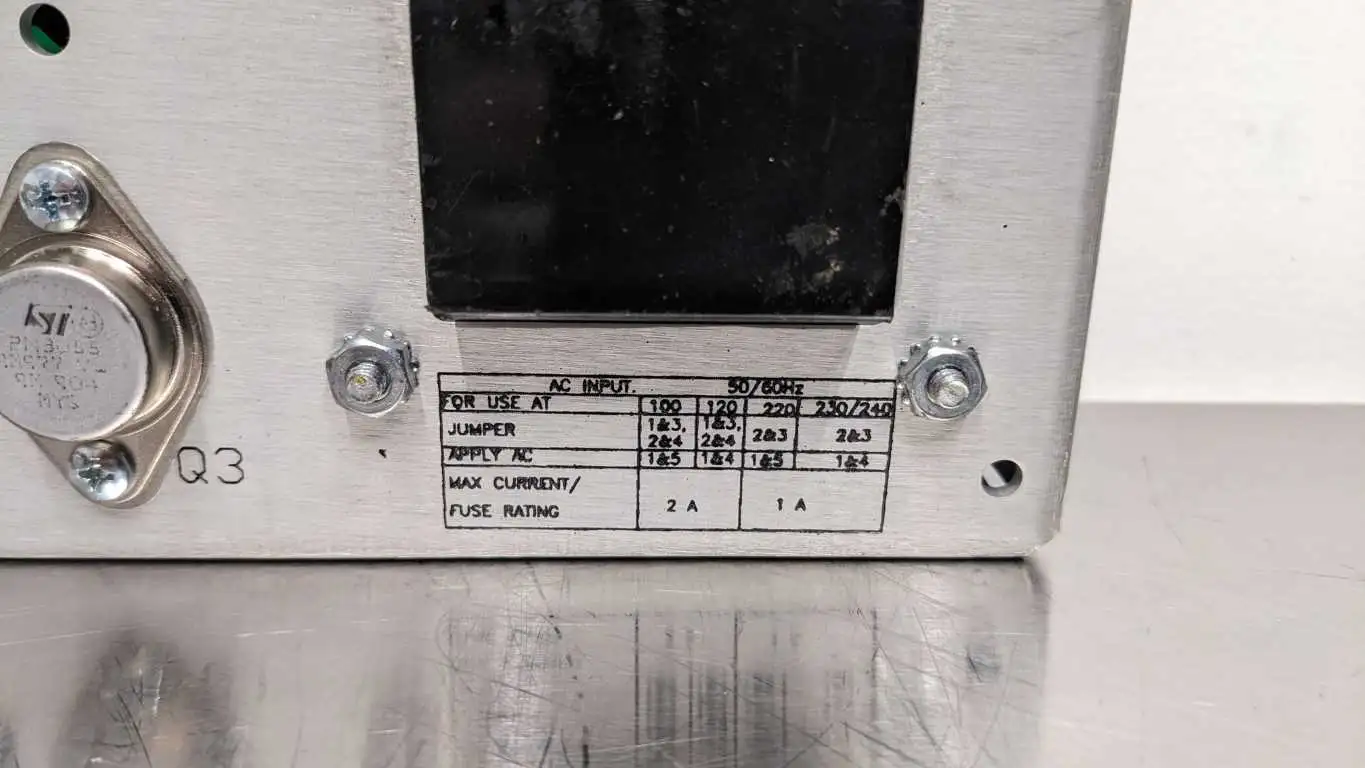 ST
MYS
Q3
AC INPUT. 50/60Hz
FOR USE AT 100 120 220 230/240
JUMPER 1&3, 2&4 1&3, 2&4 2&3 2&3
APPLY AC 1&5 1&4 1&5 1&4
MAX CURRENT/
FUSE RATING 2 A 1 A